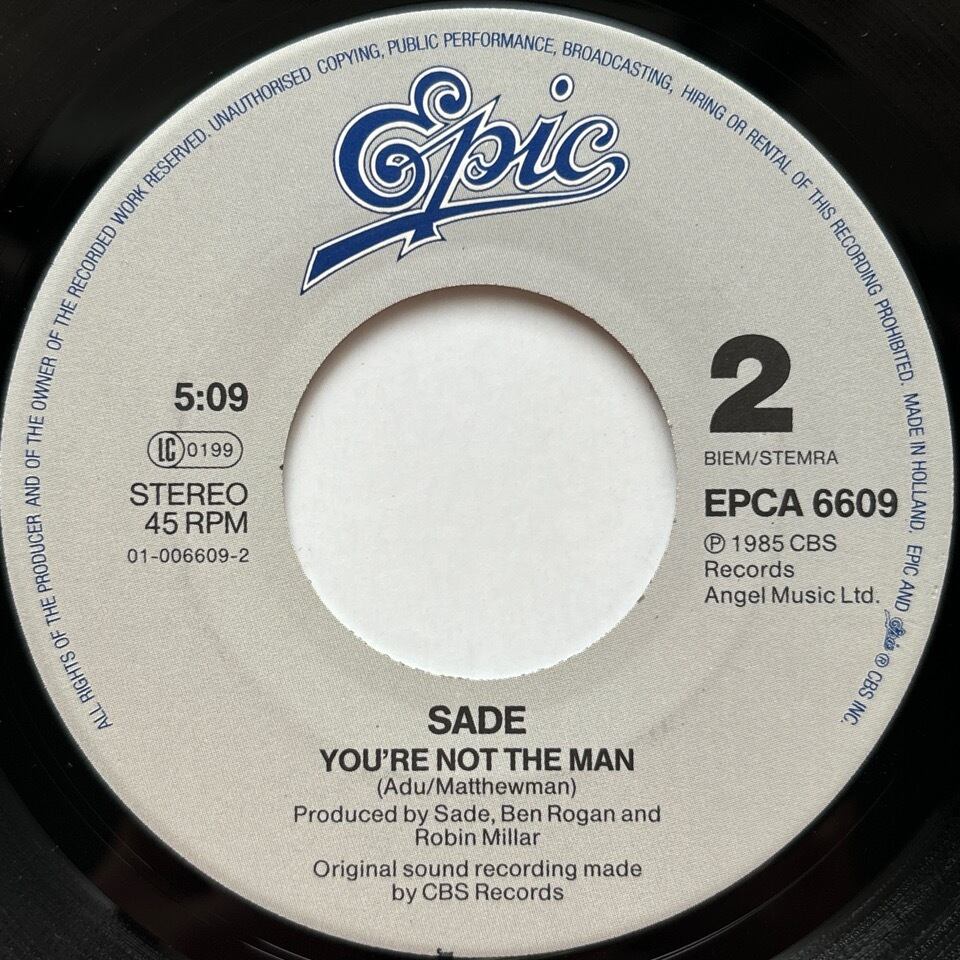 ALL RIGHTS OF THE PRODUCER AND OF THE OWNER OF THE RECORDED WORK RESERVED. UNAUTHORISED COPYING, PUBLIC PERFORMANCE, BROADCASTING, HIRING OR RENTAL OF THIS RECORDING PROHIBITED. MADE IN HOLLAND. EPIC AND Epic ® CBS INC.
Epic
5:09
LC 0199
STEREO
45 RPM
01-006609-2
2
BIEM/STEMRA
EPCA 6609
℗ 1985 CBS
Records
Angel Music Ltd.
SADE
YOU'RE NOT THE MAN
(Adu/Matthewman)
Produced by Sade, Ben Rogan and
Robin Millar
Original sound recording made
by CBS Records